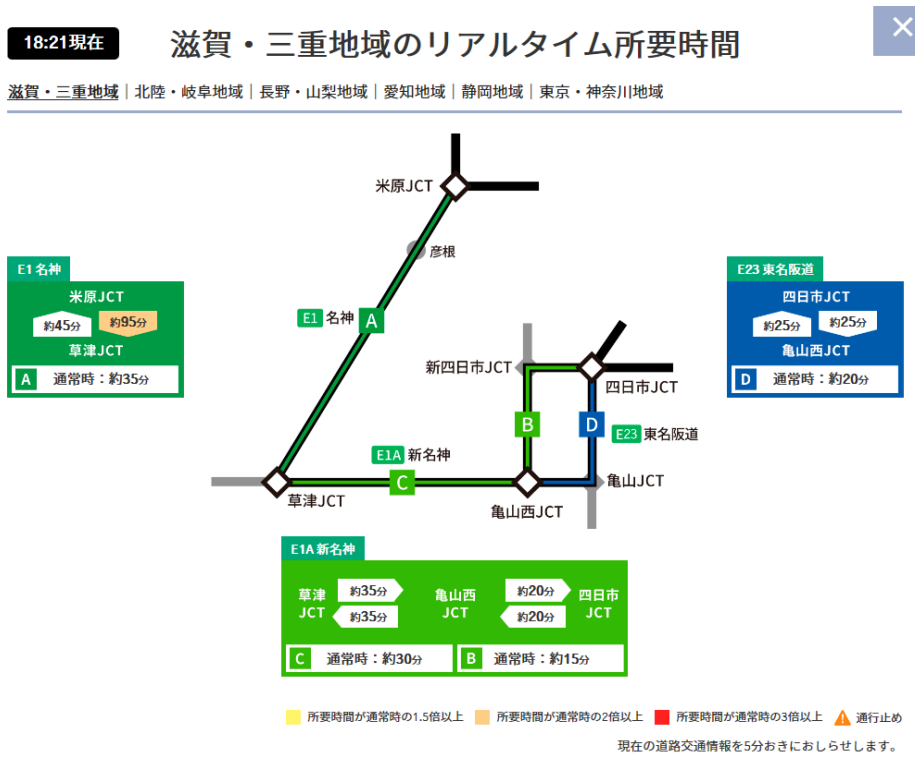 18:21現在
滋賀・三重地域のリアルタイム所要時間
滋賀・三重地域｜北陸・岐阜地域｜長野・山梨地域｜愛知地域｜静岡地域｜東京・神奈川地域
米原JCT
彦根
E1 名神 A
新四日市JCT
四日市JCT
B
D
E23 東名阪道
E1A 新名神
C
草津JCT
亀山西JCT
亀山JCT
E1 名神
米原JCT
約45分 約95分
草津JCT
A 通常時：約35分
E23 東名阪道
四日市JCT
約25分 約25分
亀山西JCT
D 通常時：約20分
E1A 新名神
草津JCT 約35分 約35分 亀山西JCT 約20分 約20分 四日市JCT
C 通常時：約30分 B 通常時：約15分
所要時間が通常時の1.5倍以上 所要時間が通常時の2倍以上 所要時間が通常時の3倍以上 通行止め
現在の道路交通情報を5分おきにおしらせします。